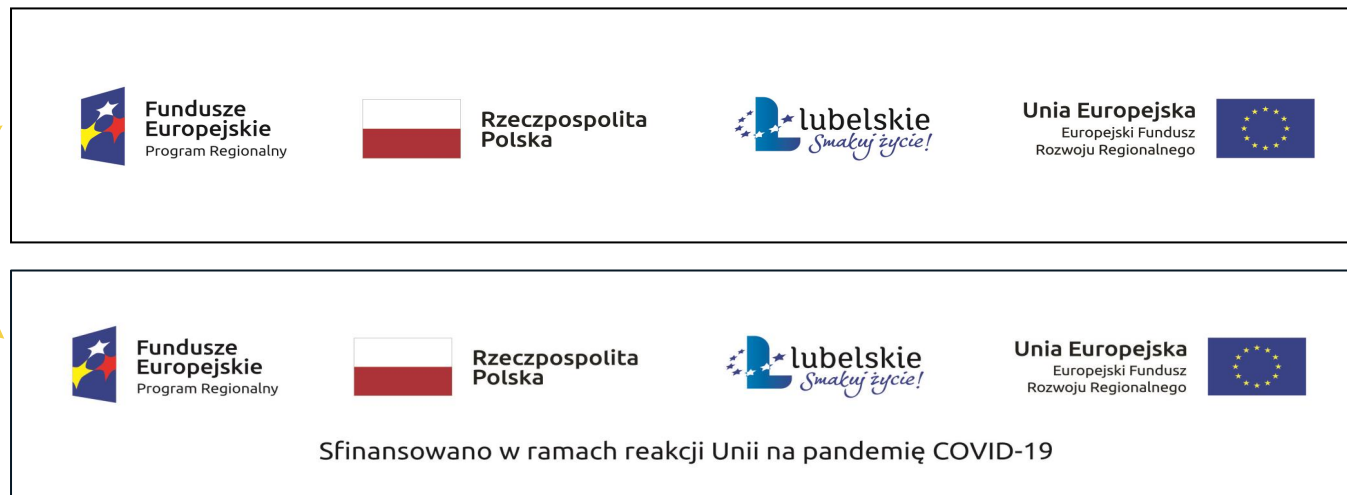 Fundusze
Europejskie
Program Regionalny
Rzeczpospolita
Polska
lubelskie
Smakuj życie!
Unia Europejska
Europejski Fundusz
Rozwoju Regionalnego
Fundusze
Europejskie
Program Regionalny
Rzeczpospolita
Polska
lubelskie
Smakuj życie!
Unia Europejska
Europejski Fundusz
Rozwoju Regionalnego
Sfinansowano w ramach reakcji Unii na pandemię COVID-19